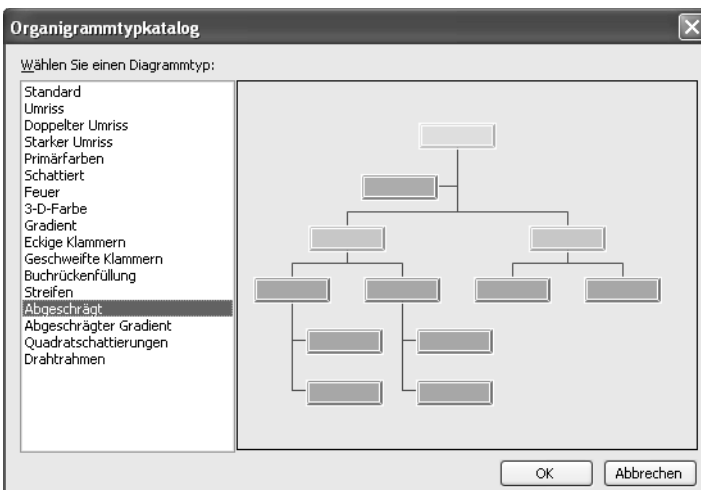 Organigrammtypkatalog
Wählen Sie einen Diagrammtyp:
Standard
Umriss
Doppelter Umriss
Starker Umriss
Primärfarben
Schattiert
Feuer
3-D-Farbe
Gradient
Eckige Klammern
Geschweifte Klammern
Buchrückenfüllung
Streifen
Abgeschrägt
Abgeschrägter Gradient
Quadratschattierungen
Drahtrahmen
OK
Abbrechen